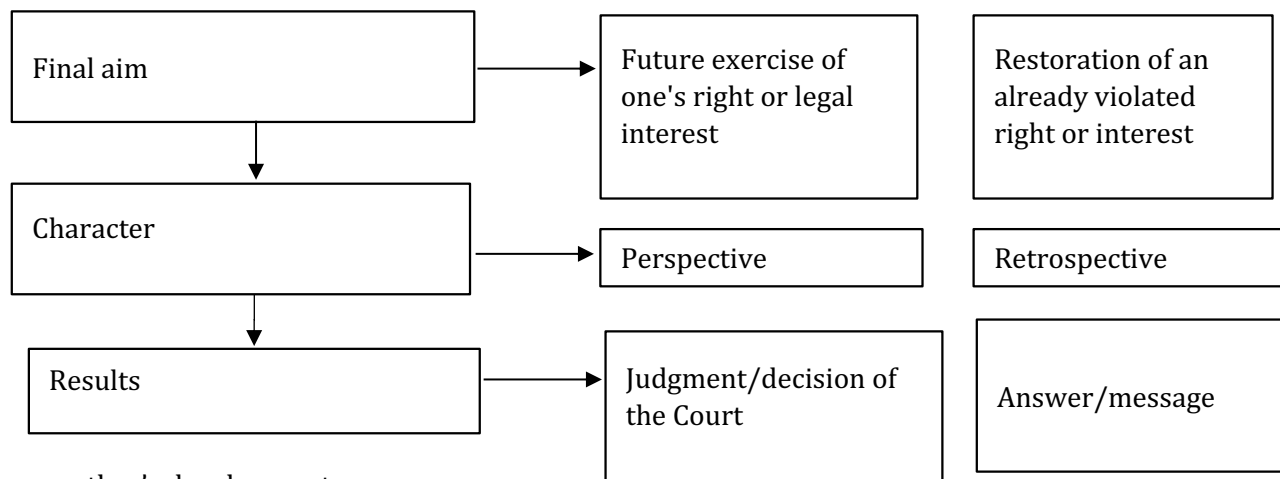 Final aim
Future exercise of
one's right or legal
interest
Restoration of an
already violated
right or interest
Character
Perspective
Retrospective
Results
Judgment/decision of
the Court
Answer/message